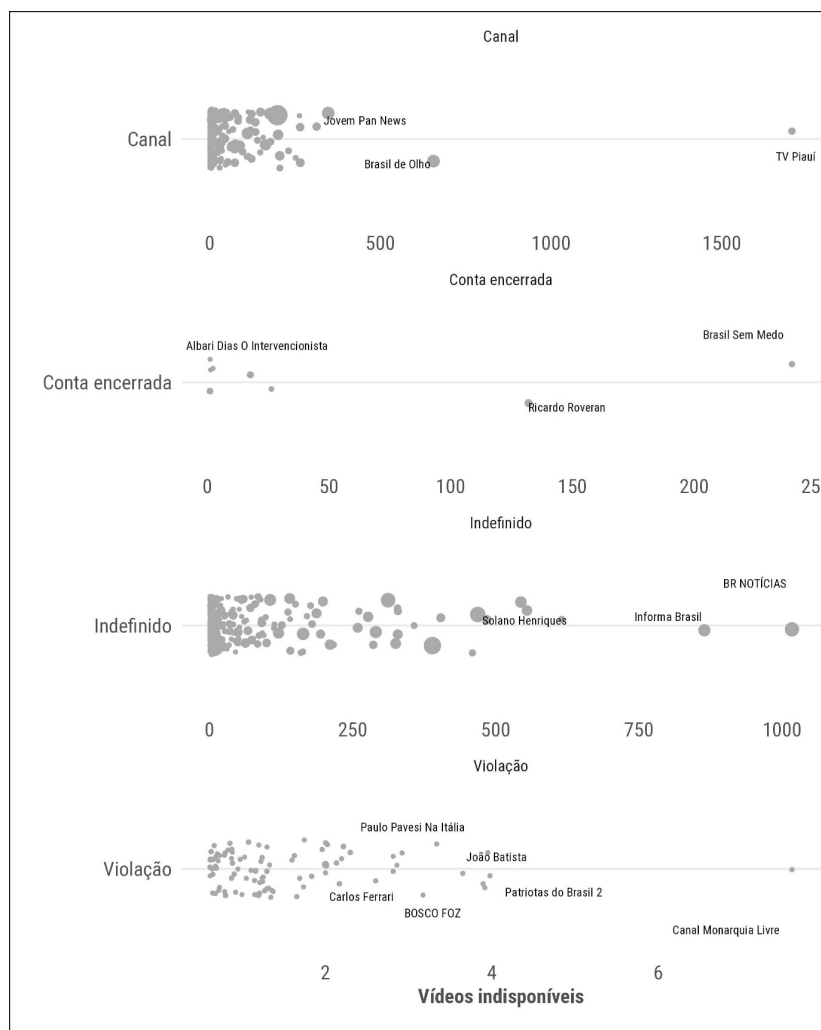 Canal
Jovem Pan News
Canal
Brasil de Olho
TV Piauí
0 500 1000 1500
Conta encerrada
Brasil Sem Medo
Albari Dias O Intervencionista
Conta encerrada
Ricardo Roveran
0 50 100 150 200 25
Indefinido
BR NOTÍCIAS
Informa Brasil
Solano Henriques
Indefinido
0 250 500 750 1000
Violação
Paulo Pavesi Na Itália
João Batista
Violação
Carlos Ferrari
Patriotas do Brasil 2
BOSCO FOZ
Canal Monarquia Livre
2 4 6
Vídeos indisponíveis